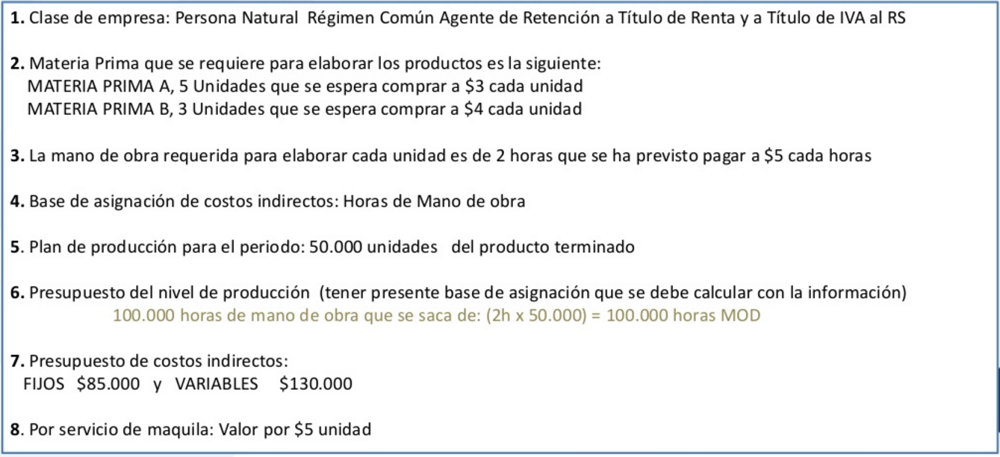 1. Clase de empresa: Persona Natural Régimen Común Agente de Retención a Título de Renta y a Título de IVA al RS
2. Materia Prima que se requiere para elaborar los productos es la siguiente:
MATERIA PRIMA A, 5 Unidades que se espera comprar a $3 cada unidad
MATERIA PRIMA B, 3 Unidades que se espera comprar a $4 cada unidad
3. La mano de obra requerida para elaborar cada unidad es de 2 horas que se ha previsto pagar a $5 cada horas
4. Base de asignación de costos indirectos: Horas de Mano de obra
5. Plan de producción para el periodo: 50.000 unidades del producto terminado
6. Presupuesto del nivel de producción (tener presente base de asignación que se debe calcular con la información)
100.000 horas de mano de obra que se saca de: (2h x 50.000) = 100.000 horas MOD
7. Presupuesto de costos indirectos:
FIJOS $85.000 y VARIABLES $130.000
8. Por servicio de maquila: Valor por $5 unidad